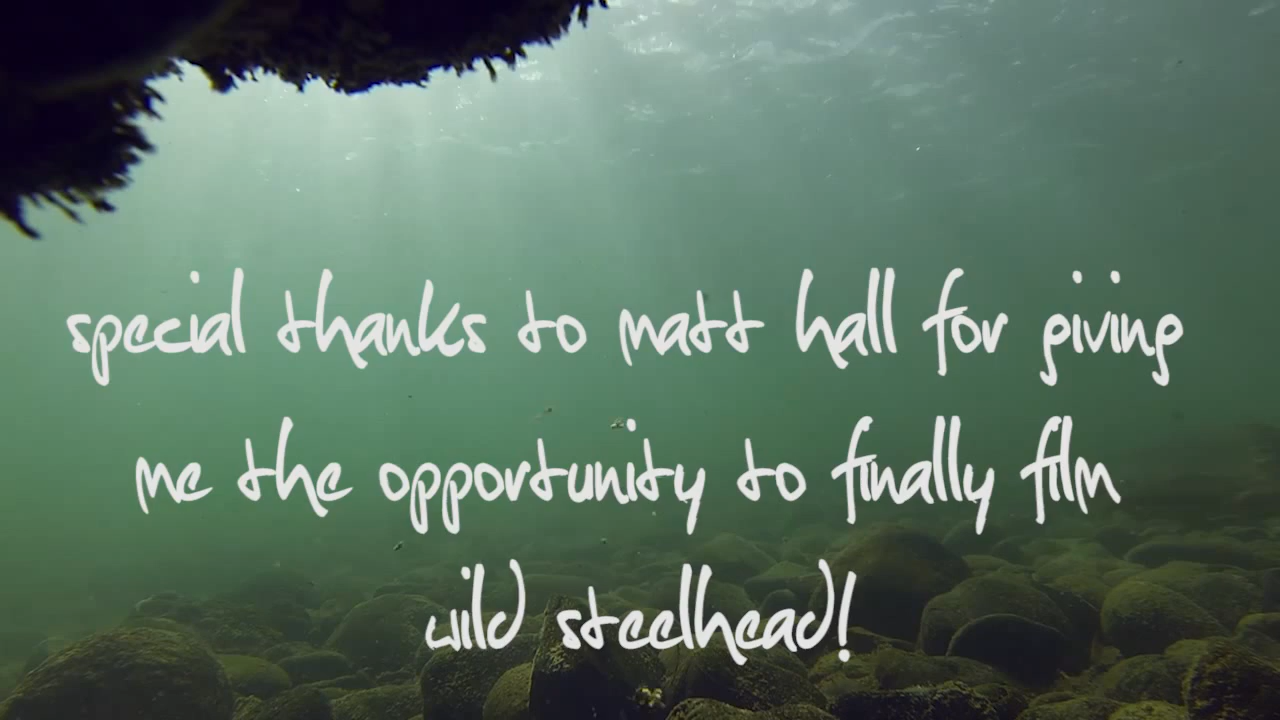 special thanks to matt hall for giving
me the opportunity to finally film
wild steelhead!